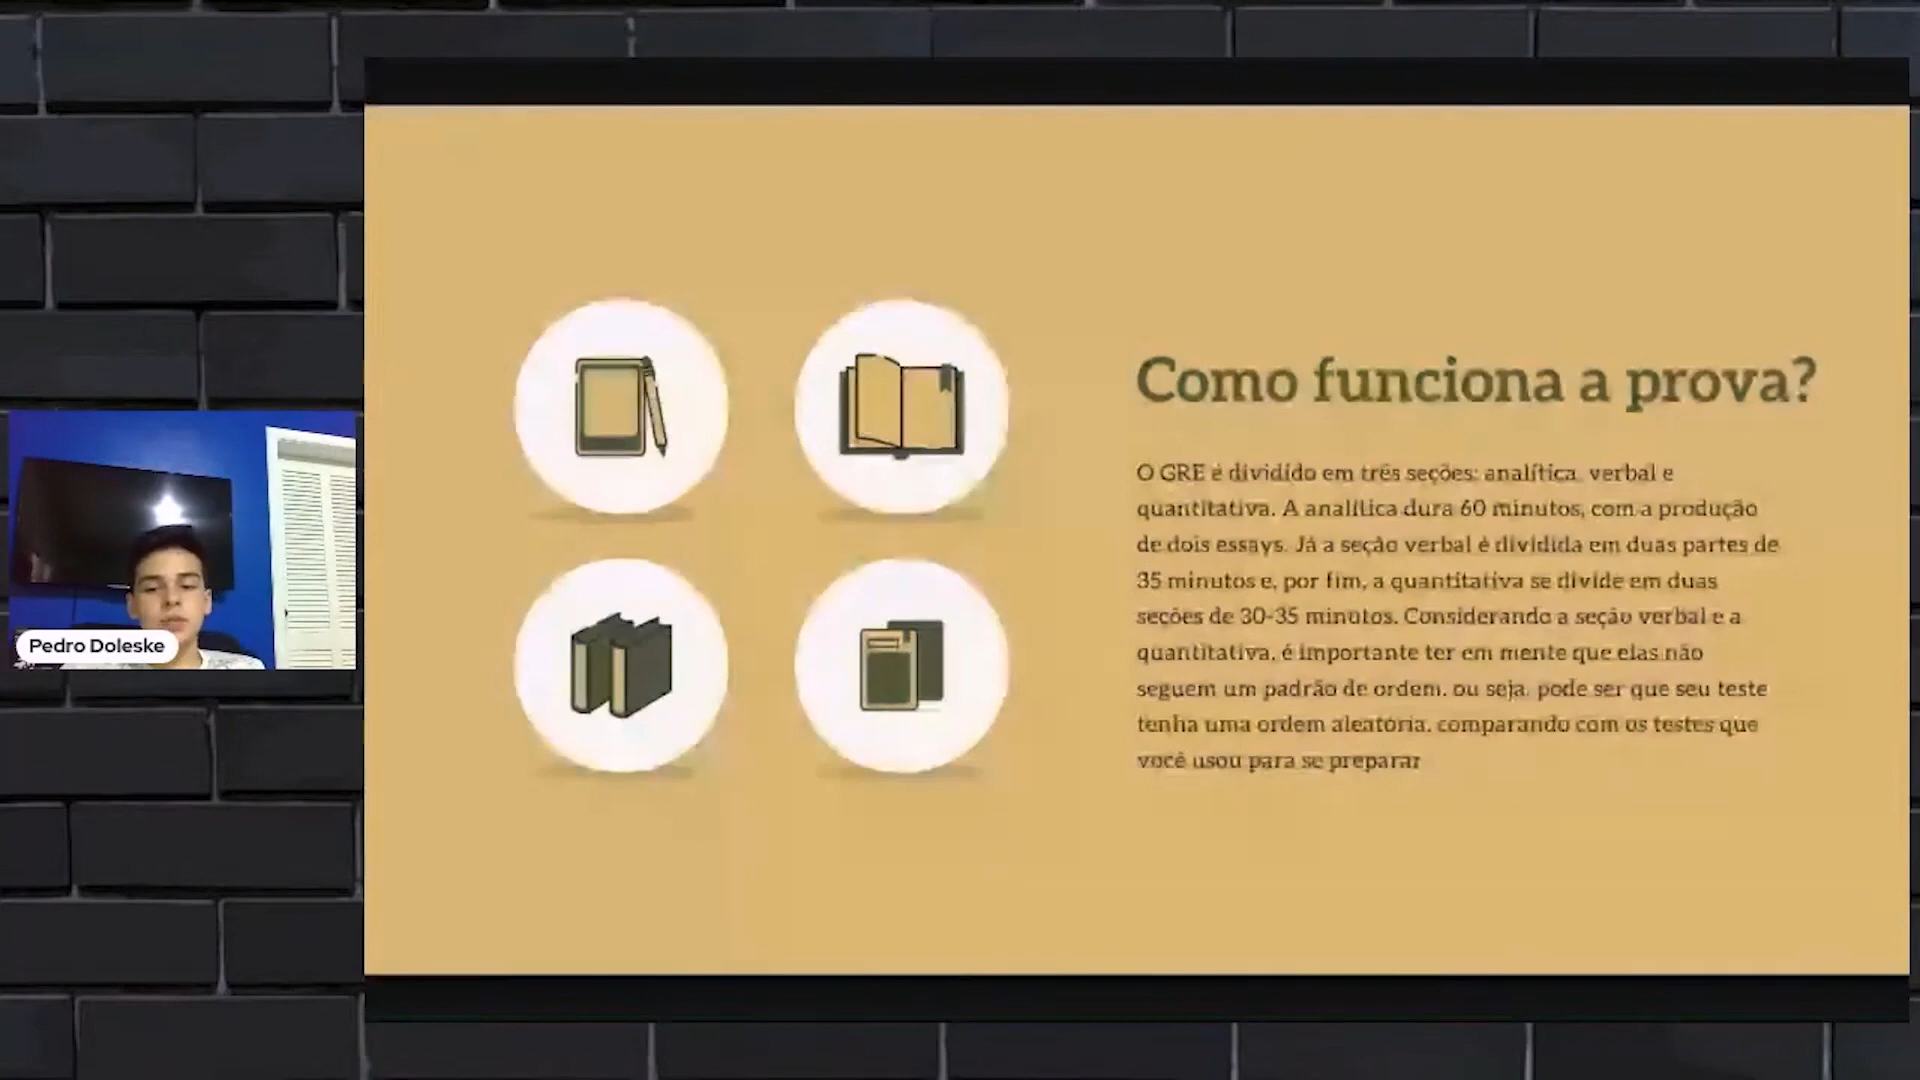 Como funciona a prova?
O GRE é dividido em três seções: analítica, verbal e
quantitativa. A analítica dura 60 minutos, com a produção
de dois essays. Já a seção verbal é dividida em duas partes de
35 minutos e, por fim, a quantitativa se divide em duas
seções de 30-35 minutos. Considerando a seção verbal e a
quantitativa, é importante ter em mente que elas não
seguem um padrão de ordem, ou seja, pode ser que seu teste
tenha uma ordem aleatória, comparando com os testes que
você usou para se preparar
Pedro Doleske